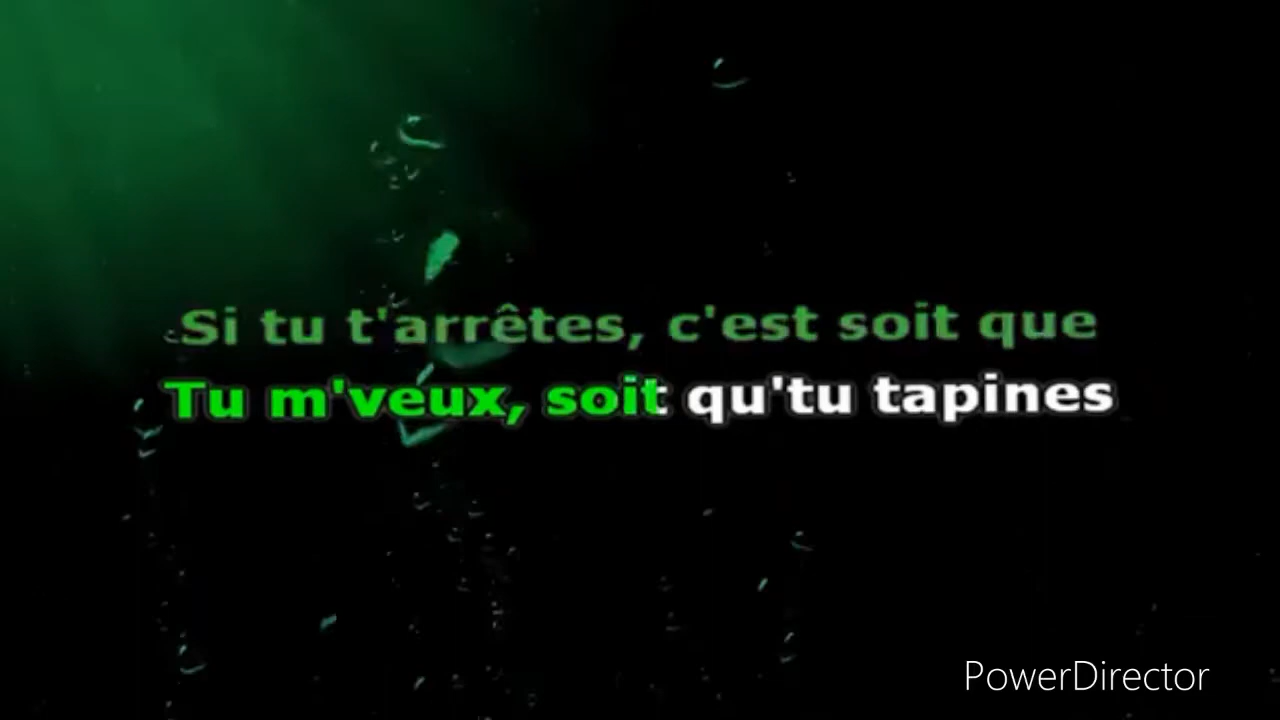 Si tu t'arrêtes, c'est soit que
Tu m'veux, soit qu'tu tapines
PowerDirector